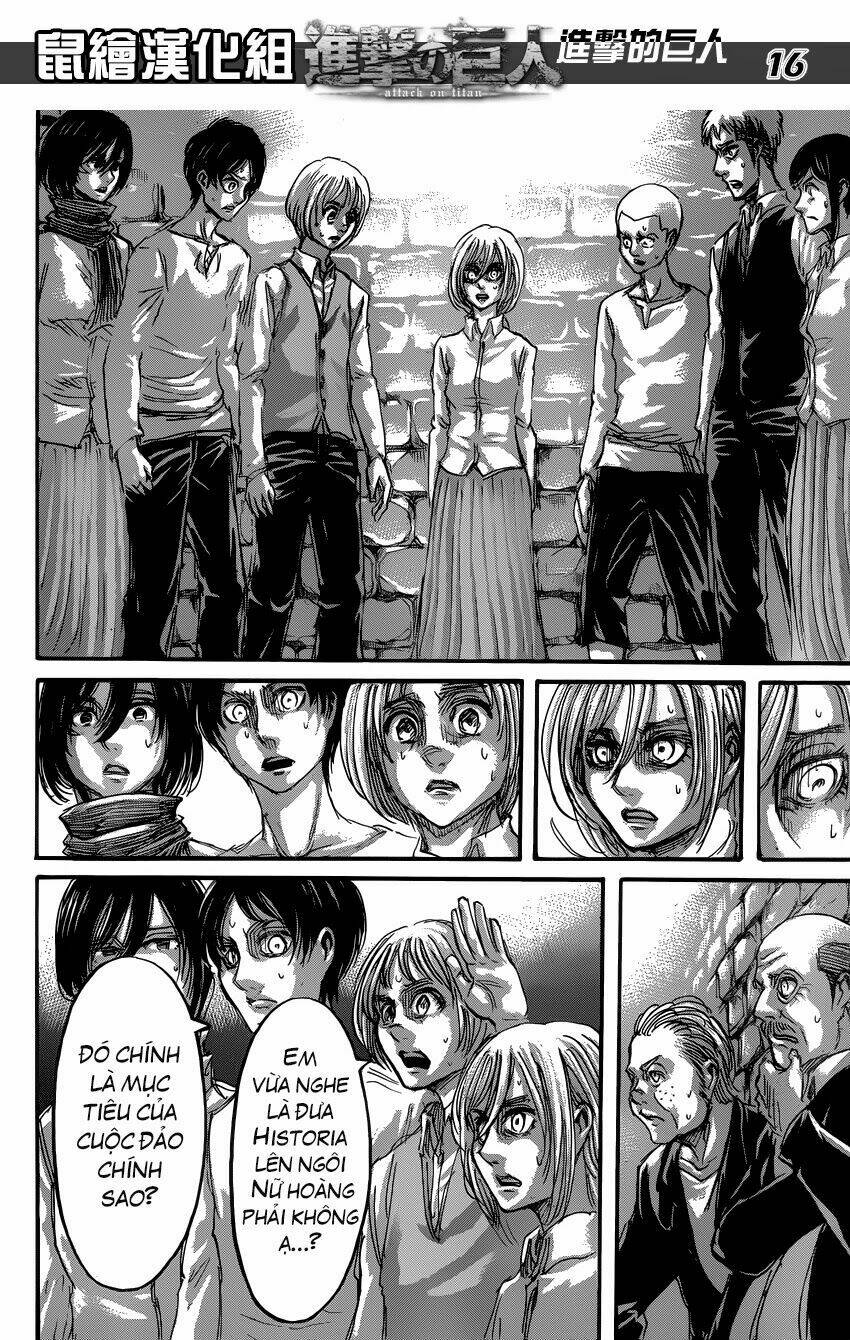 鼠繪漢化組 進撃の巨人 進擊的巨人 16
attack on titan
EM
VỪA NGHE
LÀ ĐƯA
HISTORIA
LÊN NGÔI
NỮ HOÀNG
PHẢI KHÔNG
Ạ...?
ĐÓ CHÍNH
LÀ MỤC
TIÊU CỦA
CUỘC ĐẢO
CHÍNH
SAO?